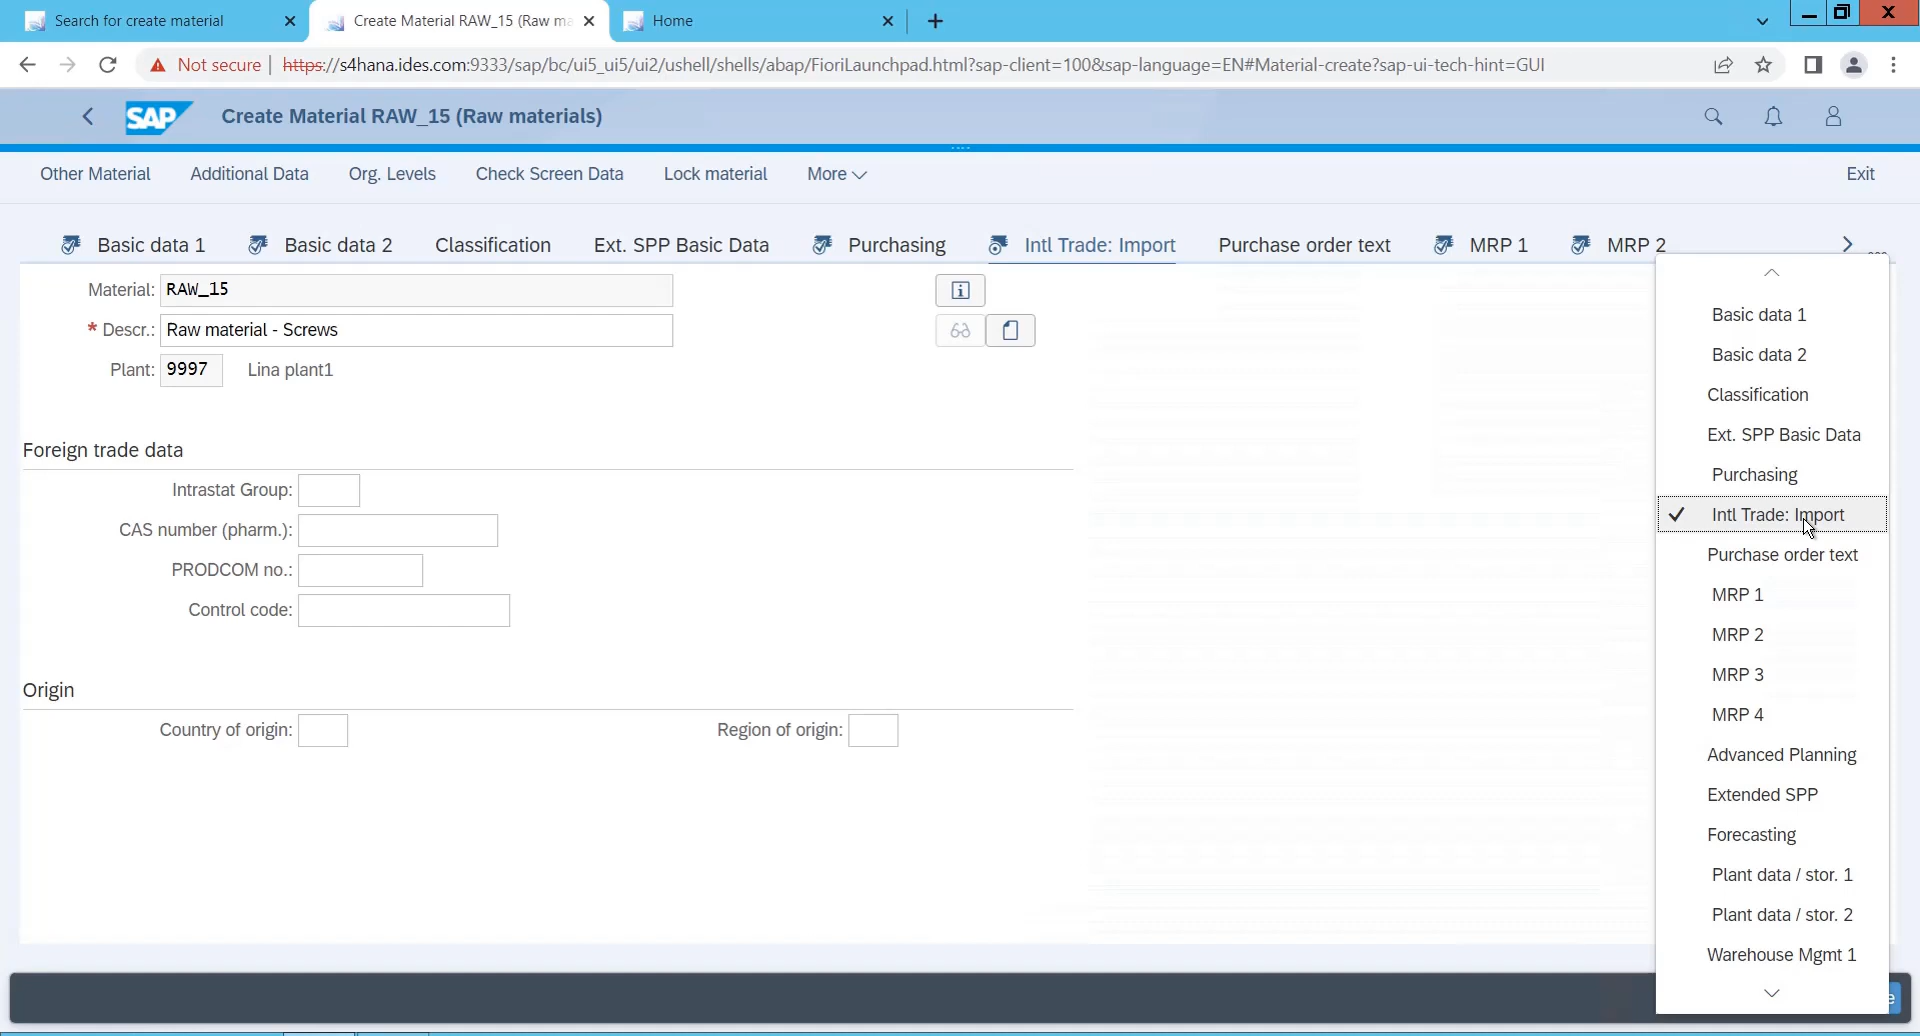 Search for create material
Create Material RAW_15 (Raw ma
Home
Not secure | https://s4hana.ides.com:9333/sap/bc/ui5_ui5/ui2/ushell/shells/abap/FioriLaunchpad.html?sap-client=100&sap-language=EN#Material-create?sap-ui-tech-hint=GUI
SAP Create Material RAW_15 (Raw materials)
Other Material Additional Data Org. Levels Check Screen Data Lock material More Exit
Basic data 1 Basic data 2 Classification Ext. SPP Basic Data Purchasing Intl Trade: Import Purchase order text MRP 1 MRP 2
Material: RAW_15
* Descr.: Raw material - Screws
Plant: 9997 Lina plant1
Foreign trade data
Intrastat Group:
CAS number (pharm.):
PRODCOM no.:
Control code:
Origin
Country of origin: Region of origin:
Basic data 1
Basic data 2
Classification
Ext. SPP Basic Data
Purchasing
Intl Trade: Import
Purchase order text
MRP 1
MRP 2
MRP 3
MRP 4
Advanced Planning
Extended SPP
Forecasting
Plant data / stor. 1
Plant data / stor. 2
Warehouse Mgmt 1